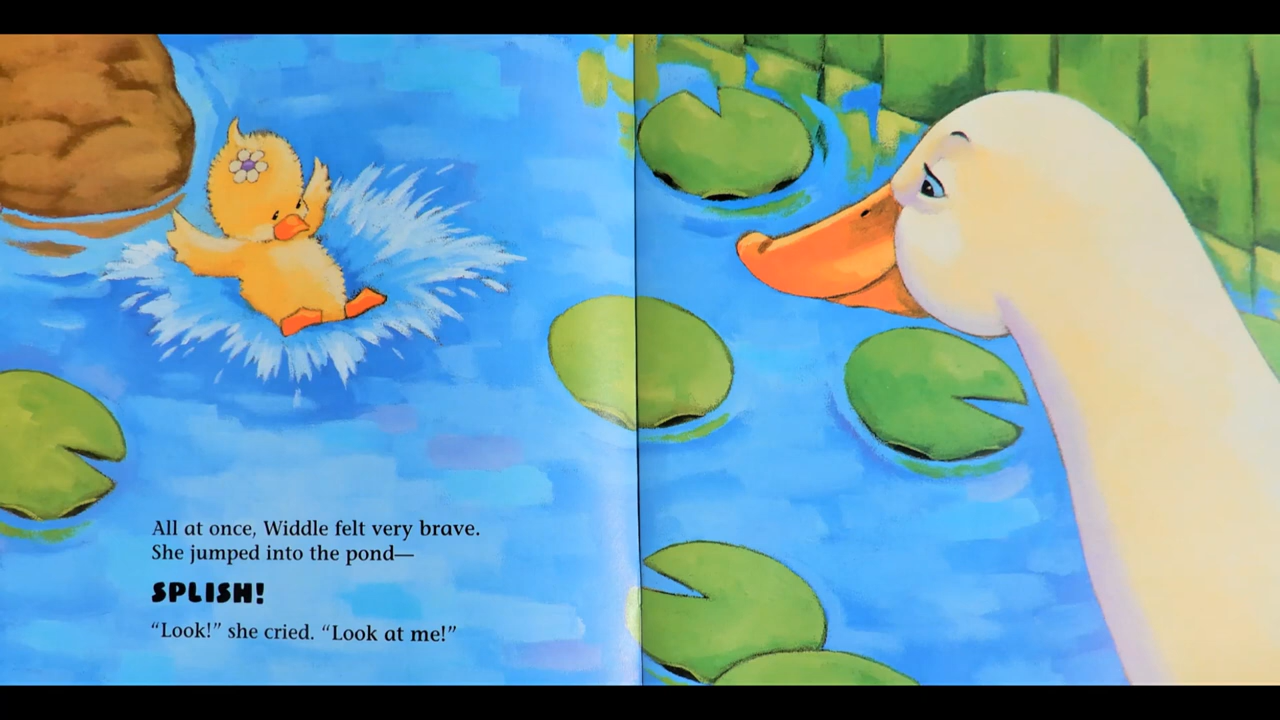 All at once, Widdle felt very brave.
She jumped into the pond—
SPLISH!
“Look!” she cried. “Look at me!”